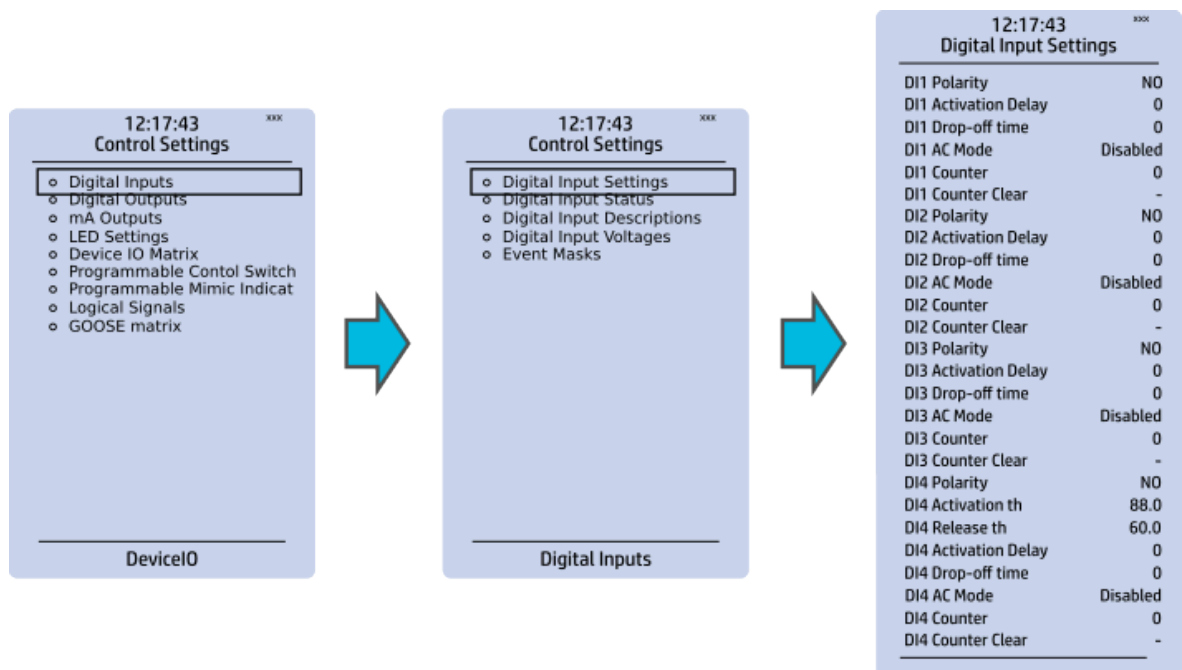 12:17:43 xxx
Control Settings
Digital Inputs
Digital Outputs
mA Outputs
LED Settings
Device IO Matrix
Programmable Contol Switch
Programmable Mimic Indicat
Logical Signals
GOOSE matrix
DeviceIO
12:17:43 xxx
Control Settings
Digital Input Settings
Digital Input Status
Digital Input Descriptions
Digital Input Voltages
Event Masks
Digital Inputs
12:17:43 xxx
Digital Input Settings
DI1 Polarity NO
DI1 Activation Delay 0
DI1 Drop-off time 0
DI1 AC Mode Disabled
DI1 Counter 0
DI1 Counter Clear -
DI2 Polarity NO
DI2 Activation Delay 0
DI2 Drop-off time 0
DI2 AC Mode Disabled
DI2 Counter 0
DI2 Counter Clear -
DI3 Polarity NO
DI3 Activation Delay 0
DI3 Drop-off time 0
DI3 AC Mode Disabled
DI3 Counter 0
DI3 Counter Clear -
DI4 Polarity NO
DI4 Activation th 88.0
DI4 Release th 60.0
DI4 Activation Delay 0
DI4 Drop-off time 0
DI4 AC Mode Disabled
DI4 Counter 0
DI4 Counter Clear -